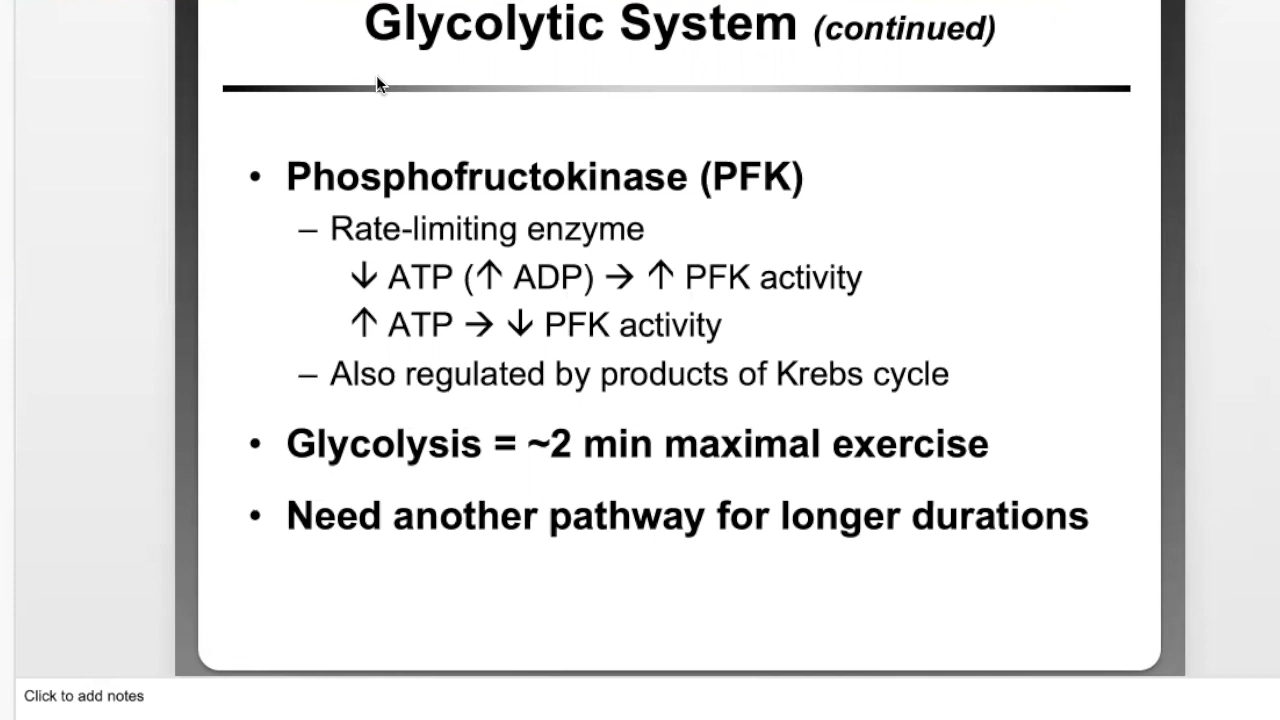 Glycolytic System (continued)
• Phosphofructokinase (PFK)
– Rate-limiting enzyme
↓ ATP (↑ ADP) → ↑ PFK activity
↑ ATP → ↓ PFK activity
– Also regulated by products of Krebs cycle
• Glycolysis = ~2 min maximal exercise
• Need another pathway for longer durations
Click to add notes